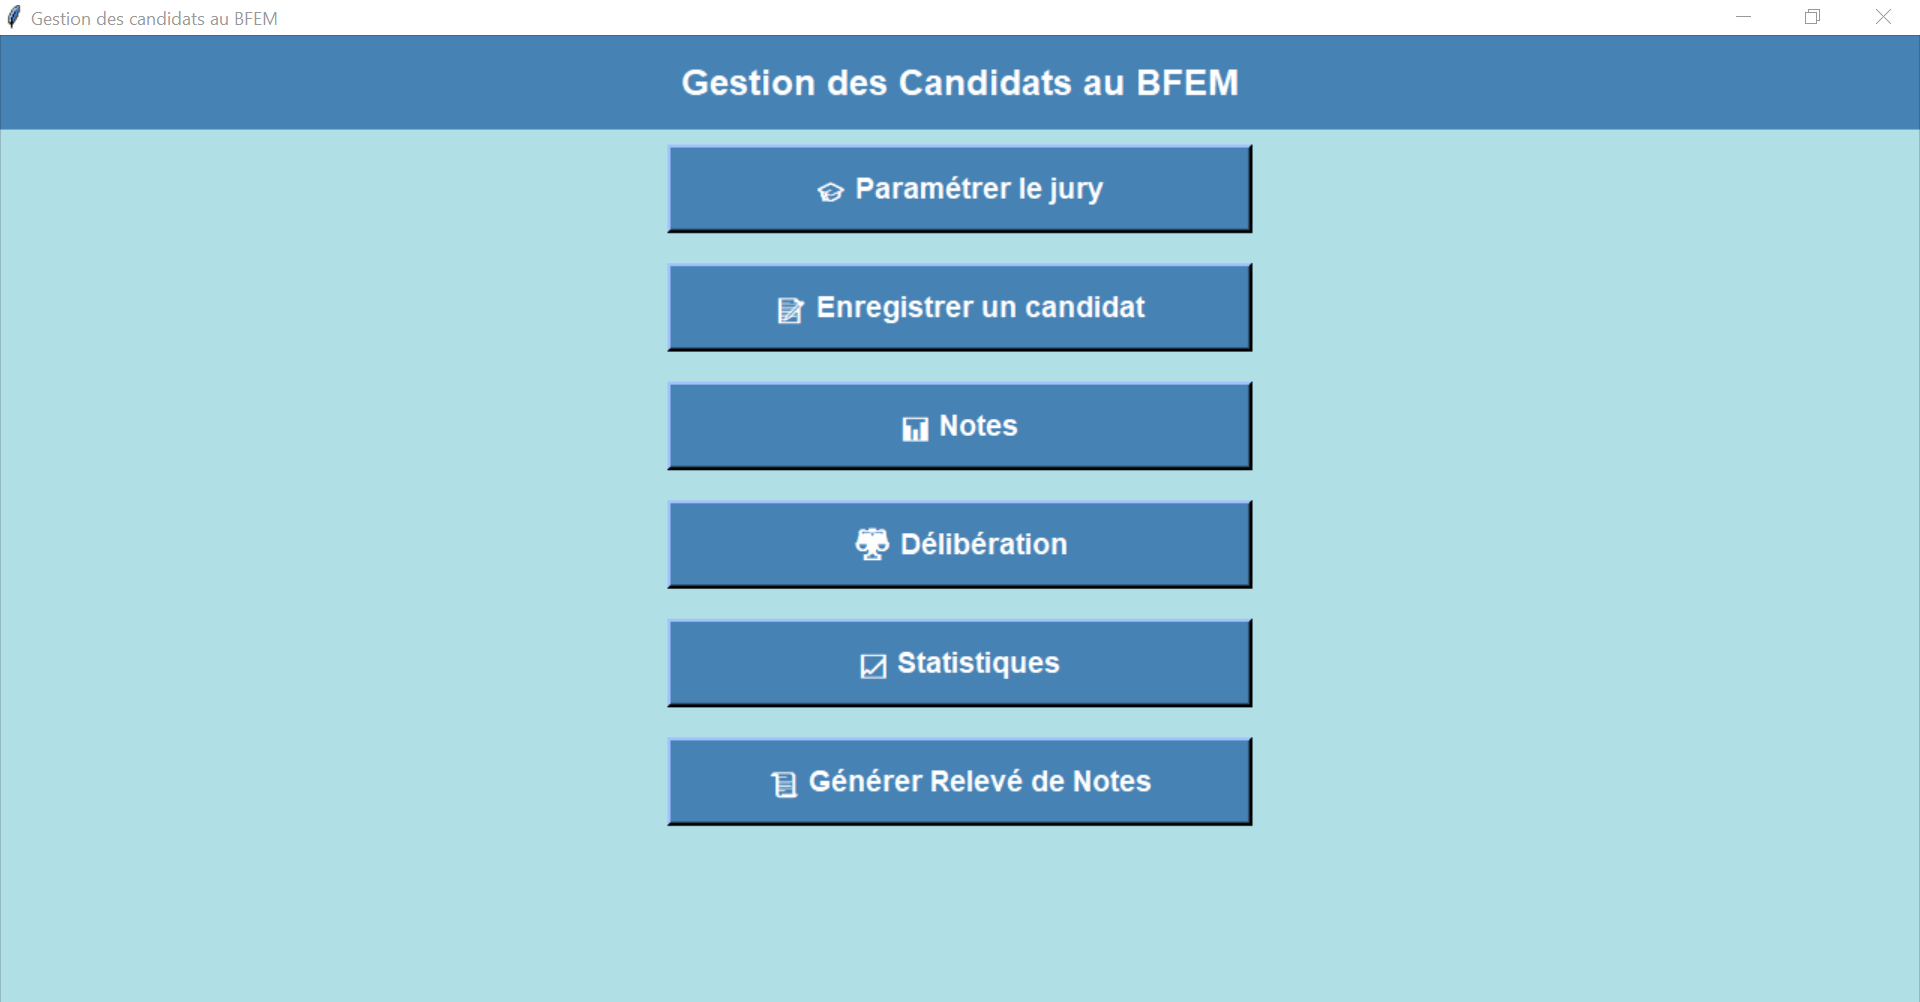 Gestion des candidats au BFEM
Gestion des Candidats au BFEM
Paramétrer le jury
Enregistrer un candidat
Notes
Délibération
Statistiques
Générer Relevé de Notes